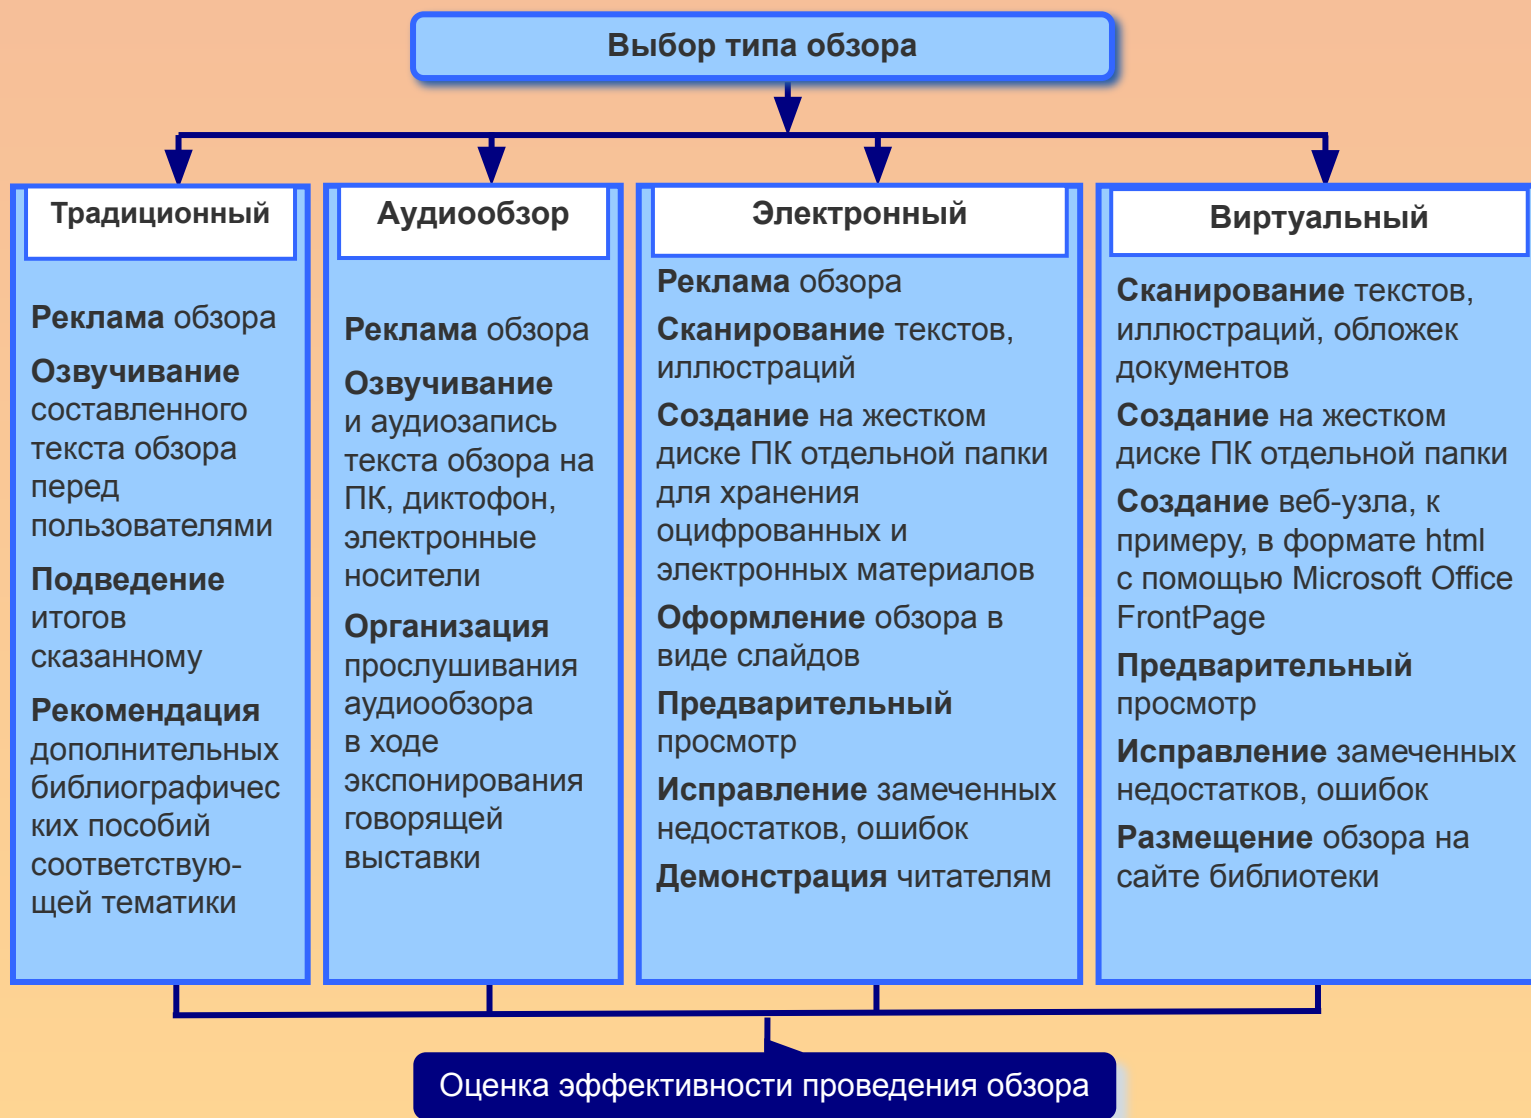 Выбор типа обзора
Традиционный
Реклама обзора
Озвучивание
составленного
текста обзора
перед
пользователями
Подведение
итогов
сказанному
Рекомендация
дополнительных
библиографичес
ких пособий
соответствую-
щей тематики
Аудиообзор
Реклама обзора
Озвучивание
и аудиозапись
текста обзора на
ПК, диктофон,
электронные
носители
Организация
прослушивания
аудиообзора
в ходе
экспонирования
говорящей
выставки
Электронный
Реклама обзора
Сканирование текстов,
иллюстраций
Создание на жестком
диске ПК отдельной папки
для хранения
оцифрованных и
электронных материалов
Оформление обзора в
виде слайдов
Предварительный
просмотр
Исправление замеченных
недостатков, ошибок
Демонстрация читателям
Виртуальный
Сканирование текстов,
иллюстраций, обложек
документов
Создание на жестком
диске ПК отдельной папки
Создание веб-узла, к
примеру, в формате html
с помощью Microsoft Office
FrontPage
Предварительный
просмотр
Исправление замеченных
недостатков, ошибок
Размещение обзора на
сайте библиотеки
Оценка эффективности проведения обзора